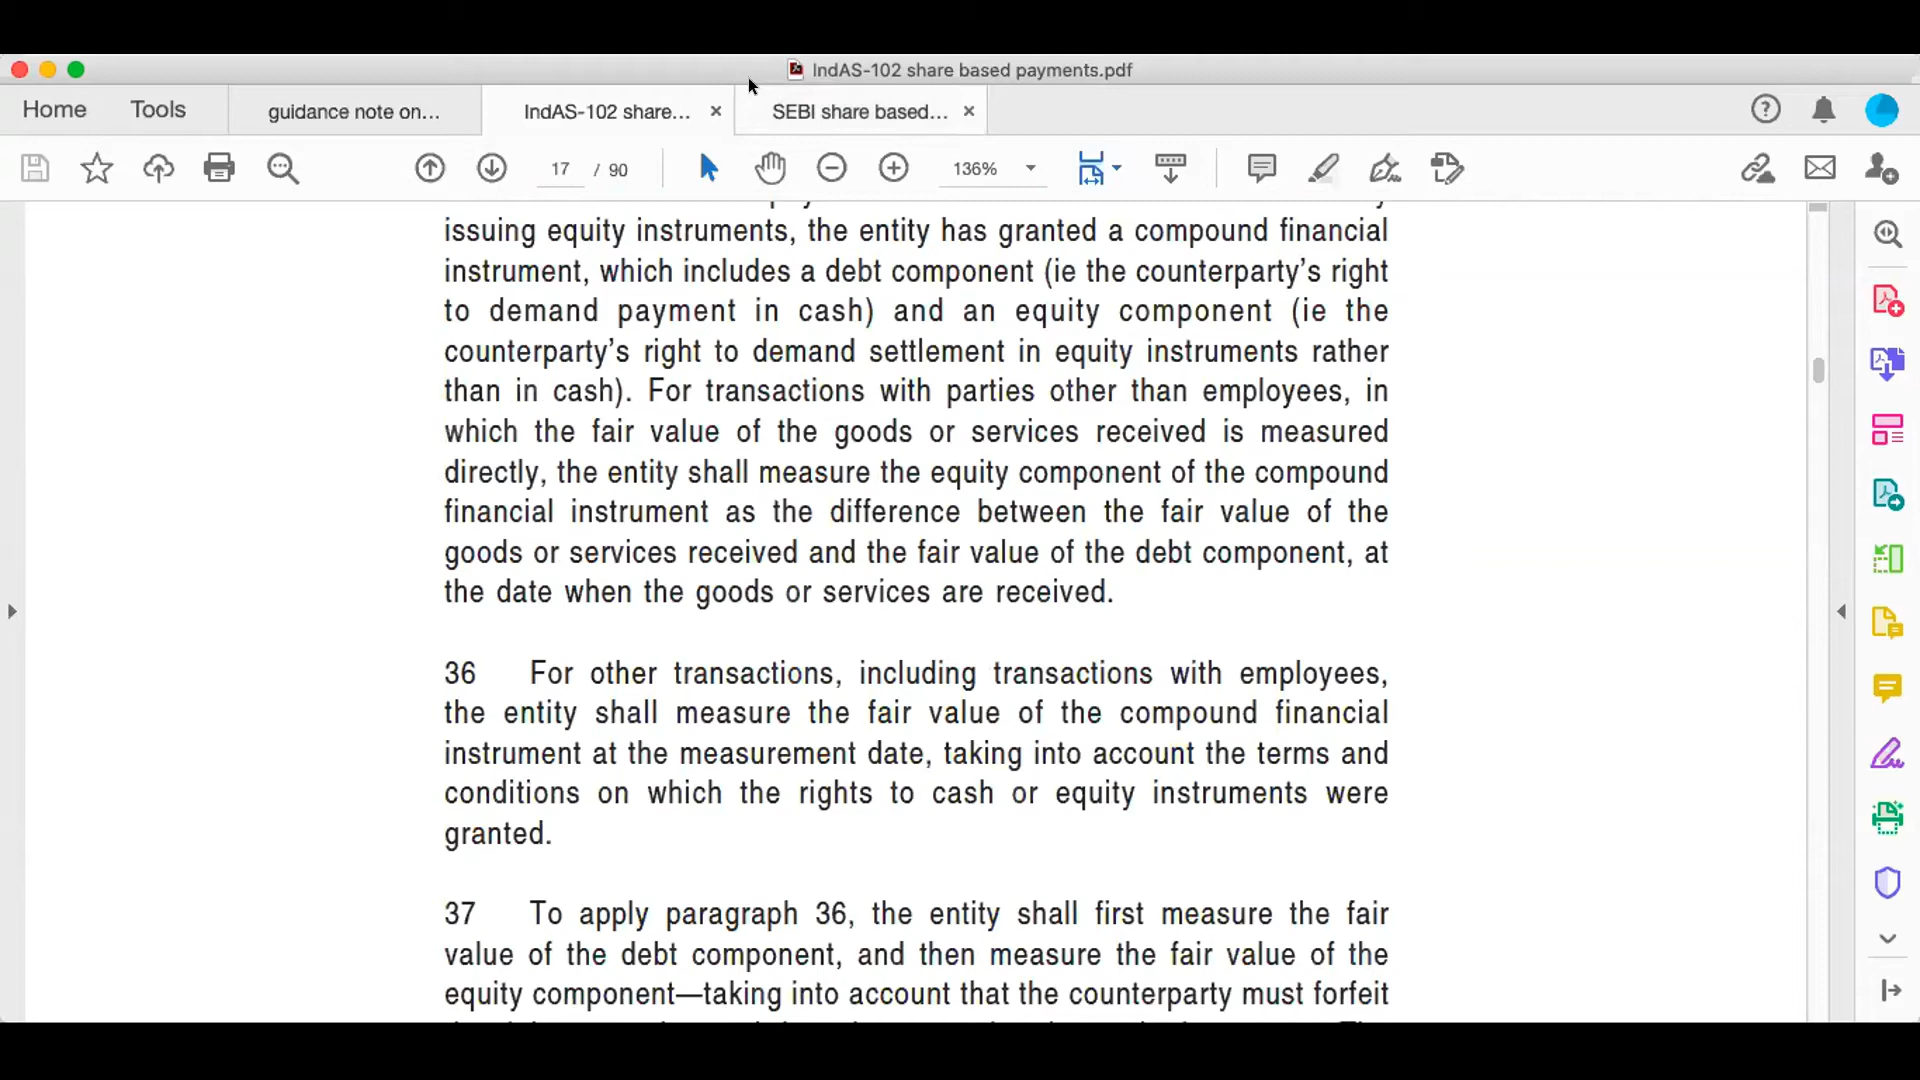 IndAS-102 share based payments.pdf
Home Tools guidance note on... IndAS-102 share... SEBI share based...
17 / 90 136%
issuing equity instruments, the entity has granted a compound financial
instrument, which includes a debt component (ie the counterparty’s right
to demand payment in cash) and an equity component (ie the
counterparty’s right to demand settlement in equity instruments rather
than in cash). For transactions with parties other than employees, in
which the fair value of the goods or services received is measured
directly, the entity shall measure the equity component of the compound
financial instrument as the difference between the fair value of the
goods or services received and the fair value of the debt component, at
the date when the goods or services are received.
36 For other transactions, including transactions with employees,
the entity shall measure the fair value of the compound financial
instrument at the measurement date, taking into account the terms and
conditions on which the rights to cash or equity instruments were
granted.
37 To apply paragraph 36, the entity shall first measure the fair
value of the debt component, and then measure the fair value of the
equity component—taking into account that the counterparty must forfeit